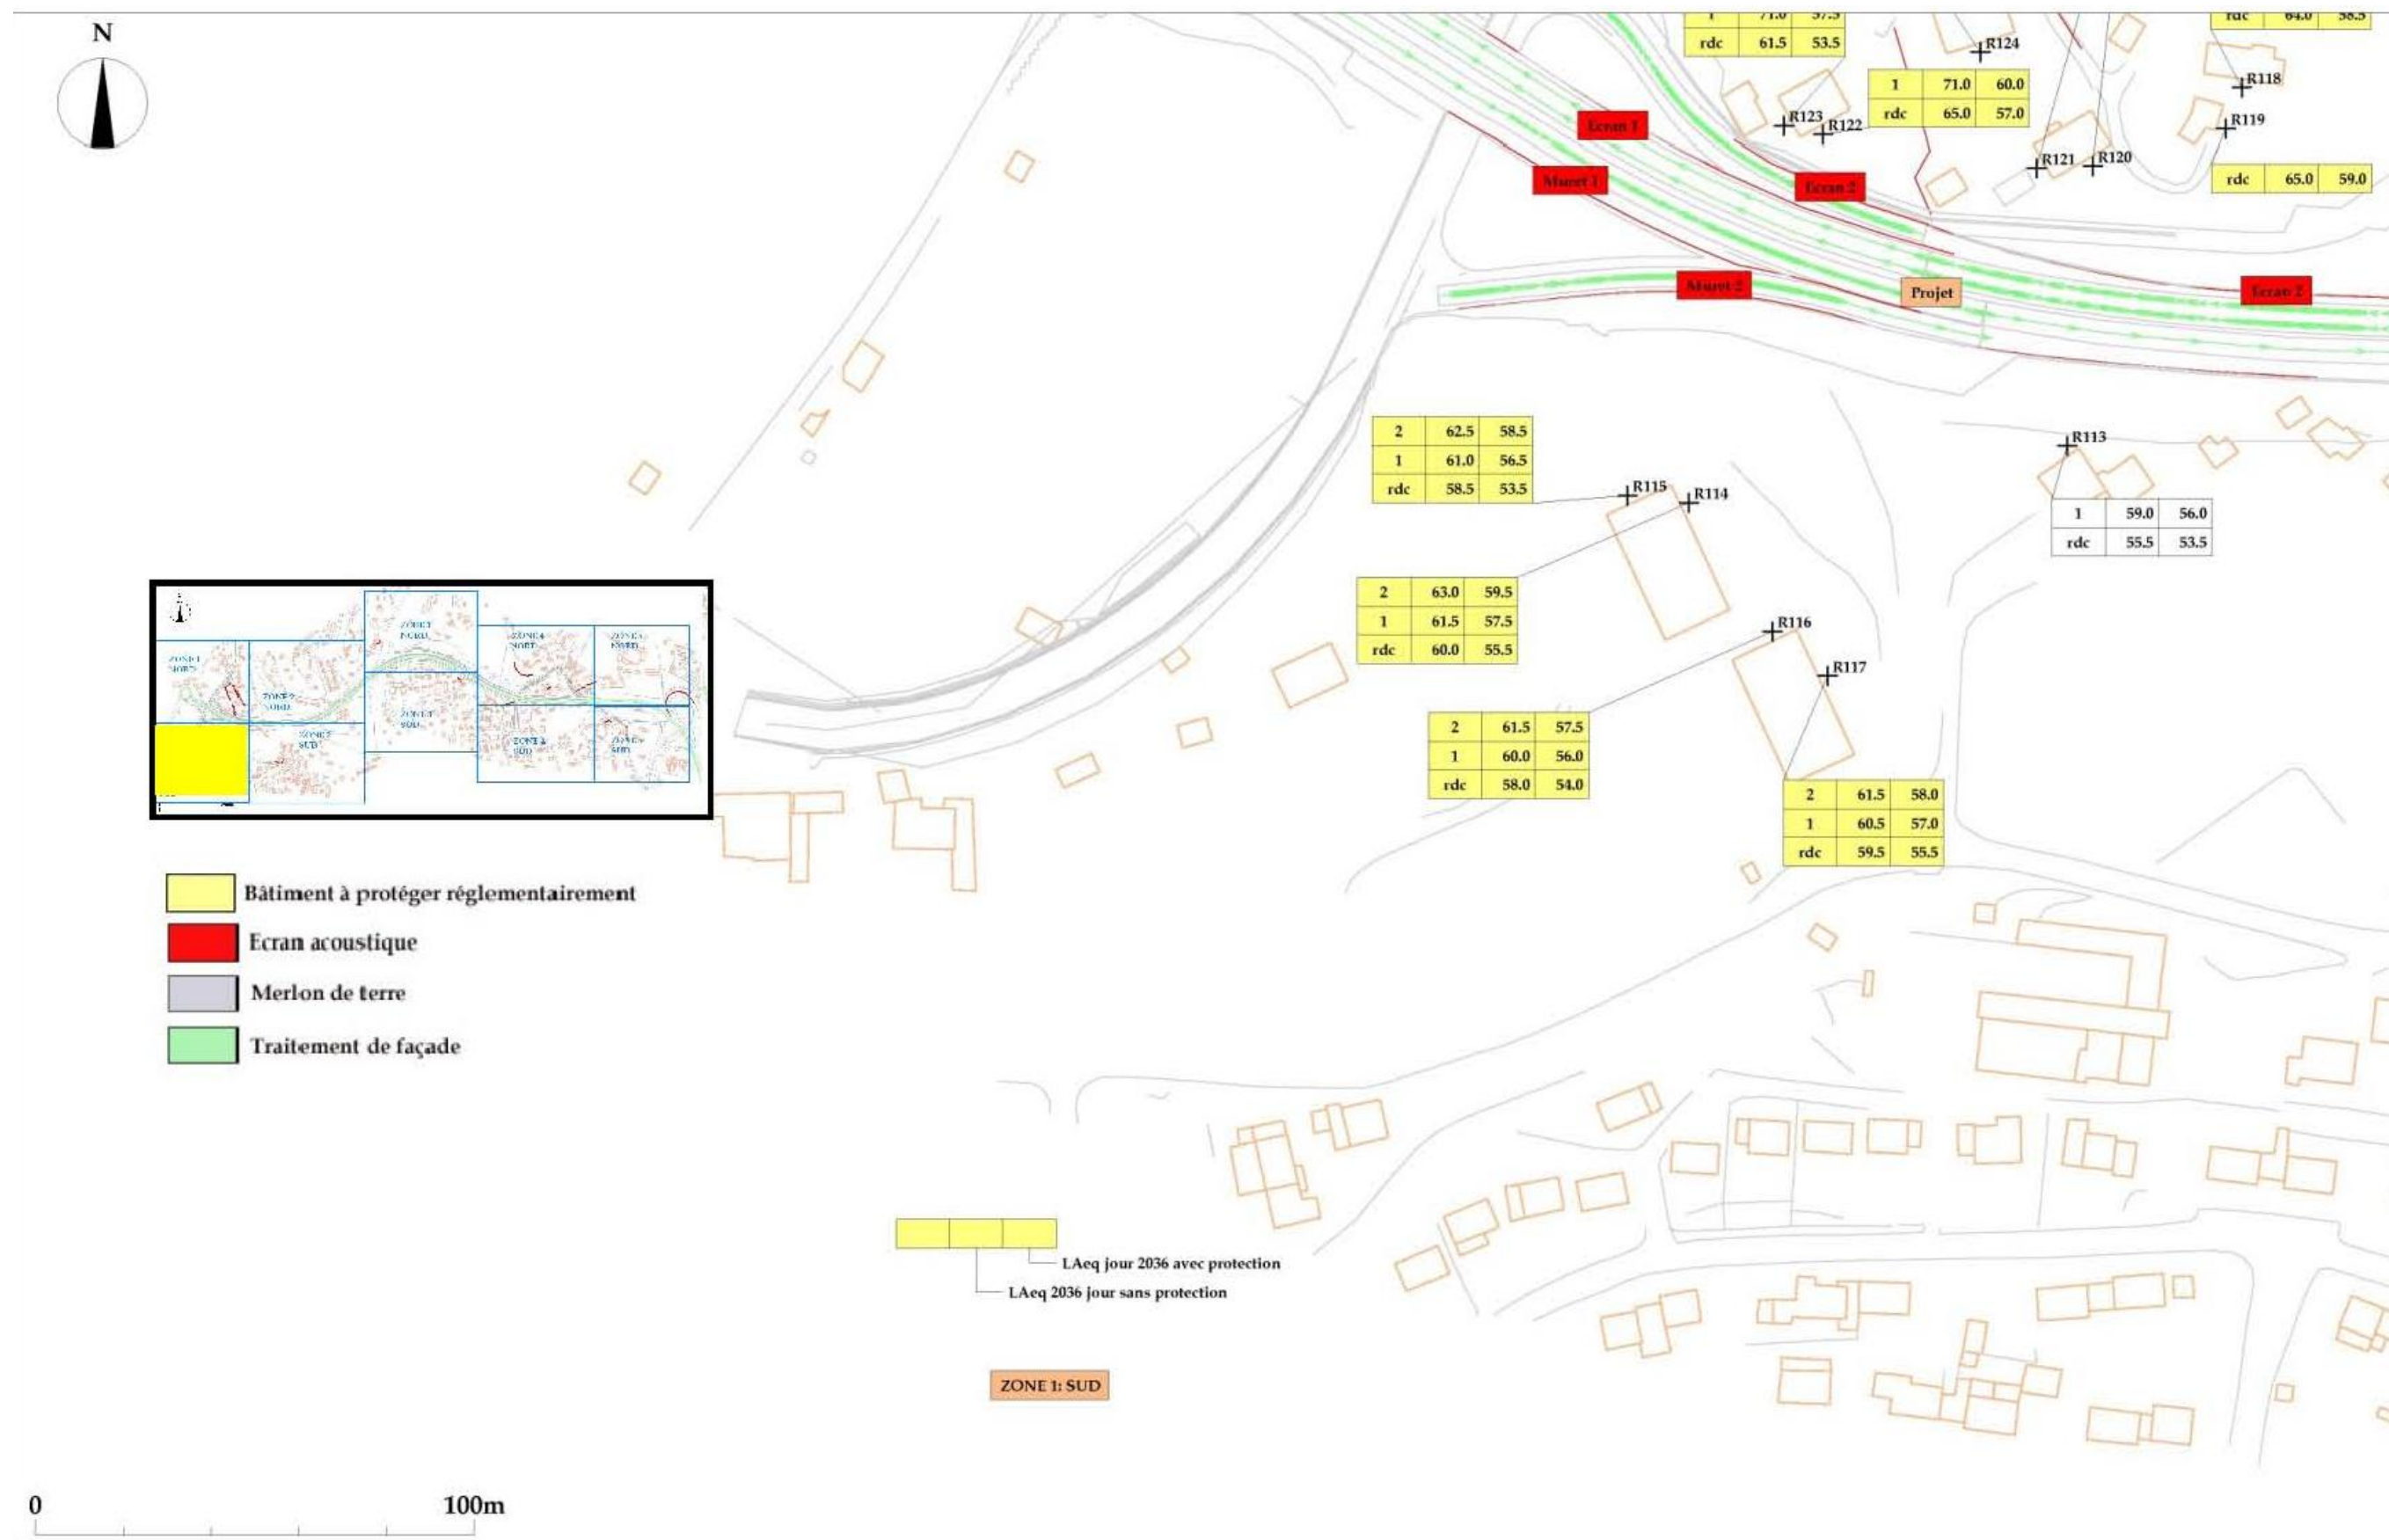 N
rdc 61.5 53.5
R124
1 71.0 60.0
rdc 65.0 57.0
R118
R119
R123
R122
R121
R120
rdc 65.0 59.0
Ecran 1
Muret 1
Ecran 2
Muret 2
Projet
Ecran 2
2 62.5 58.5
1 61.0 56.5
rdc 58.5 53.5
R115
R114
R113
1 59.0 56.0
rdc 55.5 53.5
2 63.0 59.5
1 61.5 57.5
rdc 60.0 55.5
R116
R117
2 61.5 57.5
1 60.0 56.0
rdc 58.0 54.0
2 61.5 58.0
1 60.5 57.0
rdc 59.5 55.5
Bâtiment à protéger réglementairement
Ecran acoustique
Merlon de terre
Traitement de façade
LAeq jour 2036 avec protection
LAeq 2036 jour sans protection
ZONE 1: SUD
0 100m